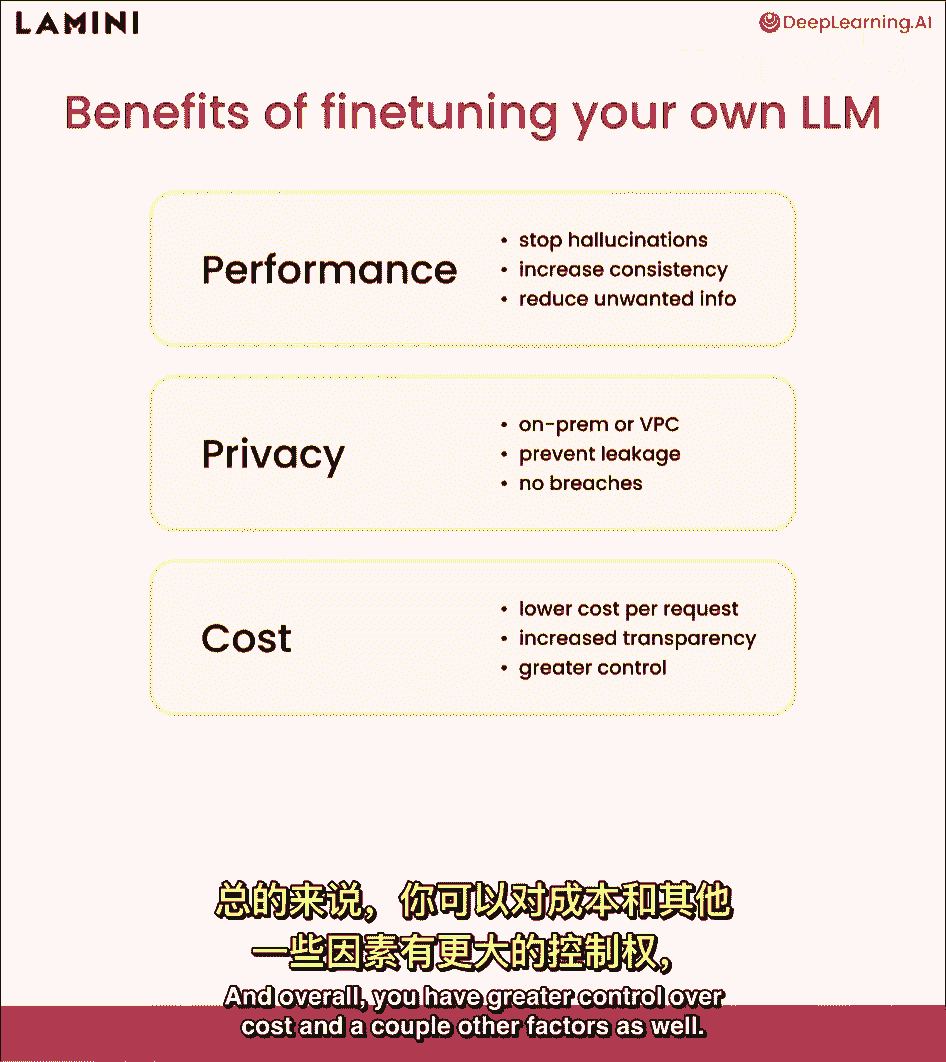 LAMINI
DeepLearning.AI
Benefits of finetuning your own LLM
Performance
• stop hallucinations
• increase consistency
• reduce unwanted info
Privacy
• on-prem or VPC
• prevent leakage
• no breaches
Cost
• lower cost per request
• increased transparency
• greater control
总的来说，你可以对成本和其他
一些因素有更大的控制权，
And overall, you have greater control over
cost and a couple other factors as well.